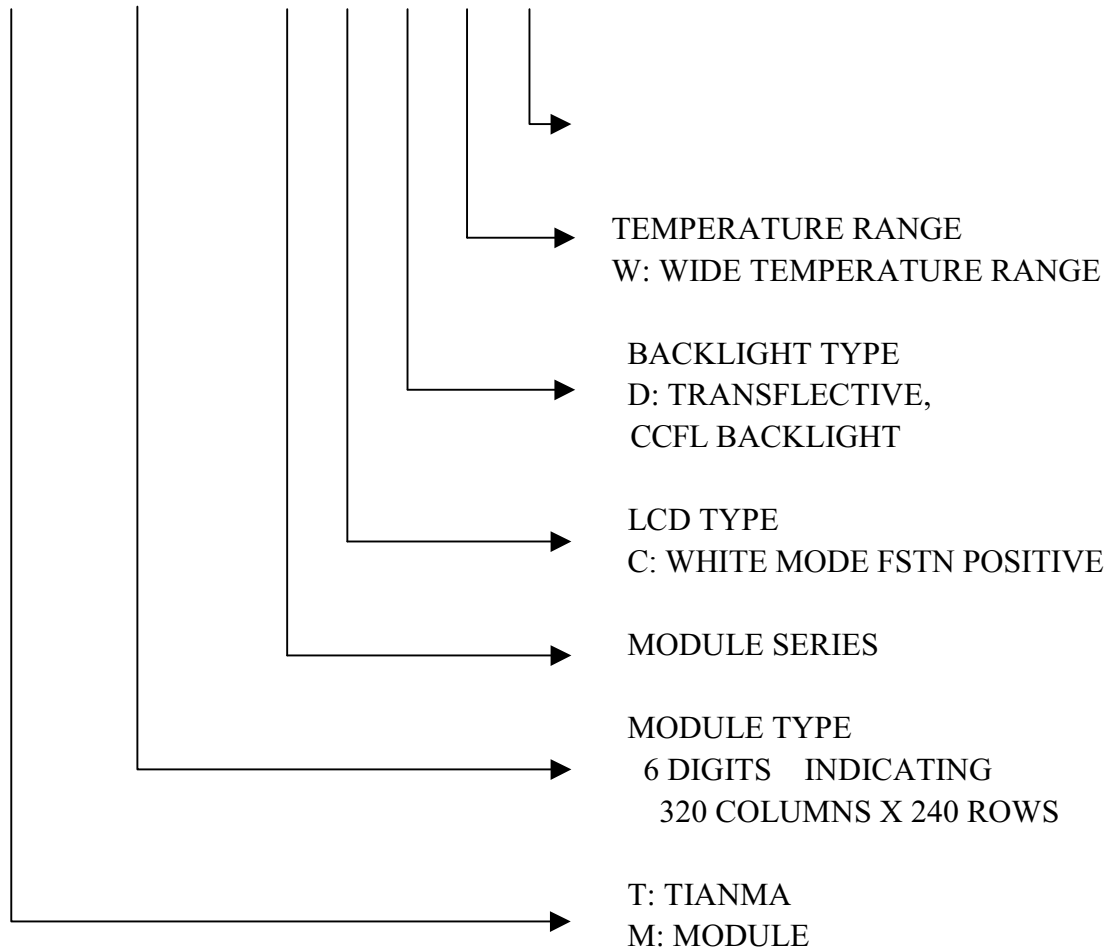 TEMPERATURE RANGE
W: WIDE TEMPERATURE RANGE
BACKLIGHT TYPE
D: TRANSFLECTIVE,
CCFL BACKLIGHT
LCD TYPE
C: WHITE MODE FSTN POSITIVE
MODULE SERIES
MODULE TYPE
6 DIGITS INDICATING
320 COLUMNS X 240 ROWS
T: TIANMA
M: MODULE